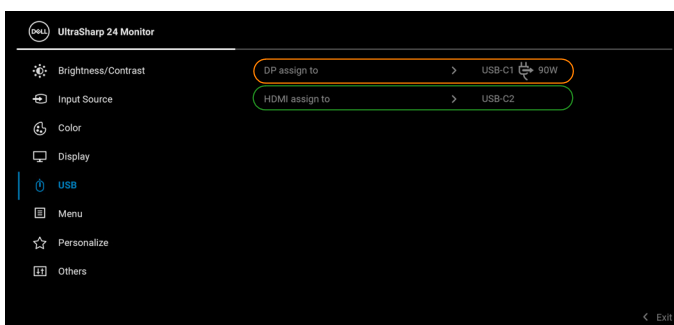 DELL UltraSharp 24 Monitor
Brightness/Contrast DP assign to > USB-C1 90W
Input Source HDMI assign to > USB-C2
Color
Display
USB
Menu
Personalize
Others
< Exit